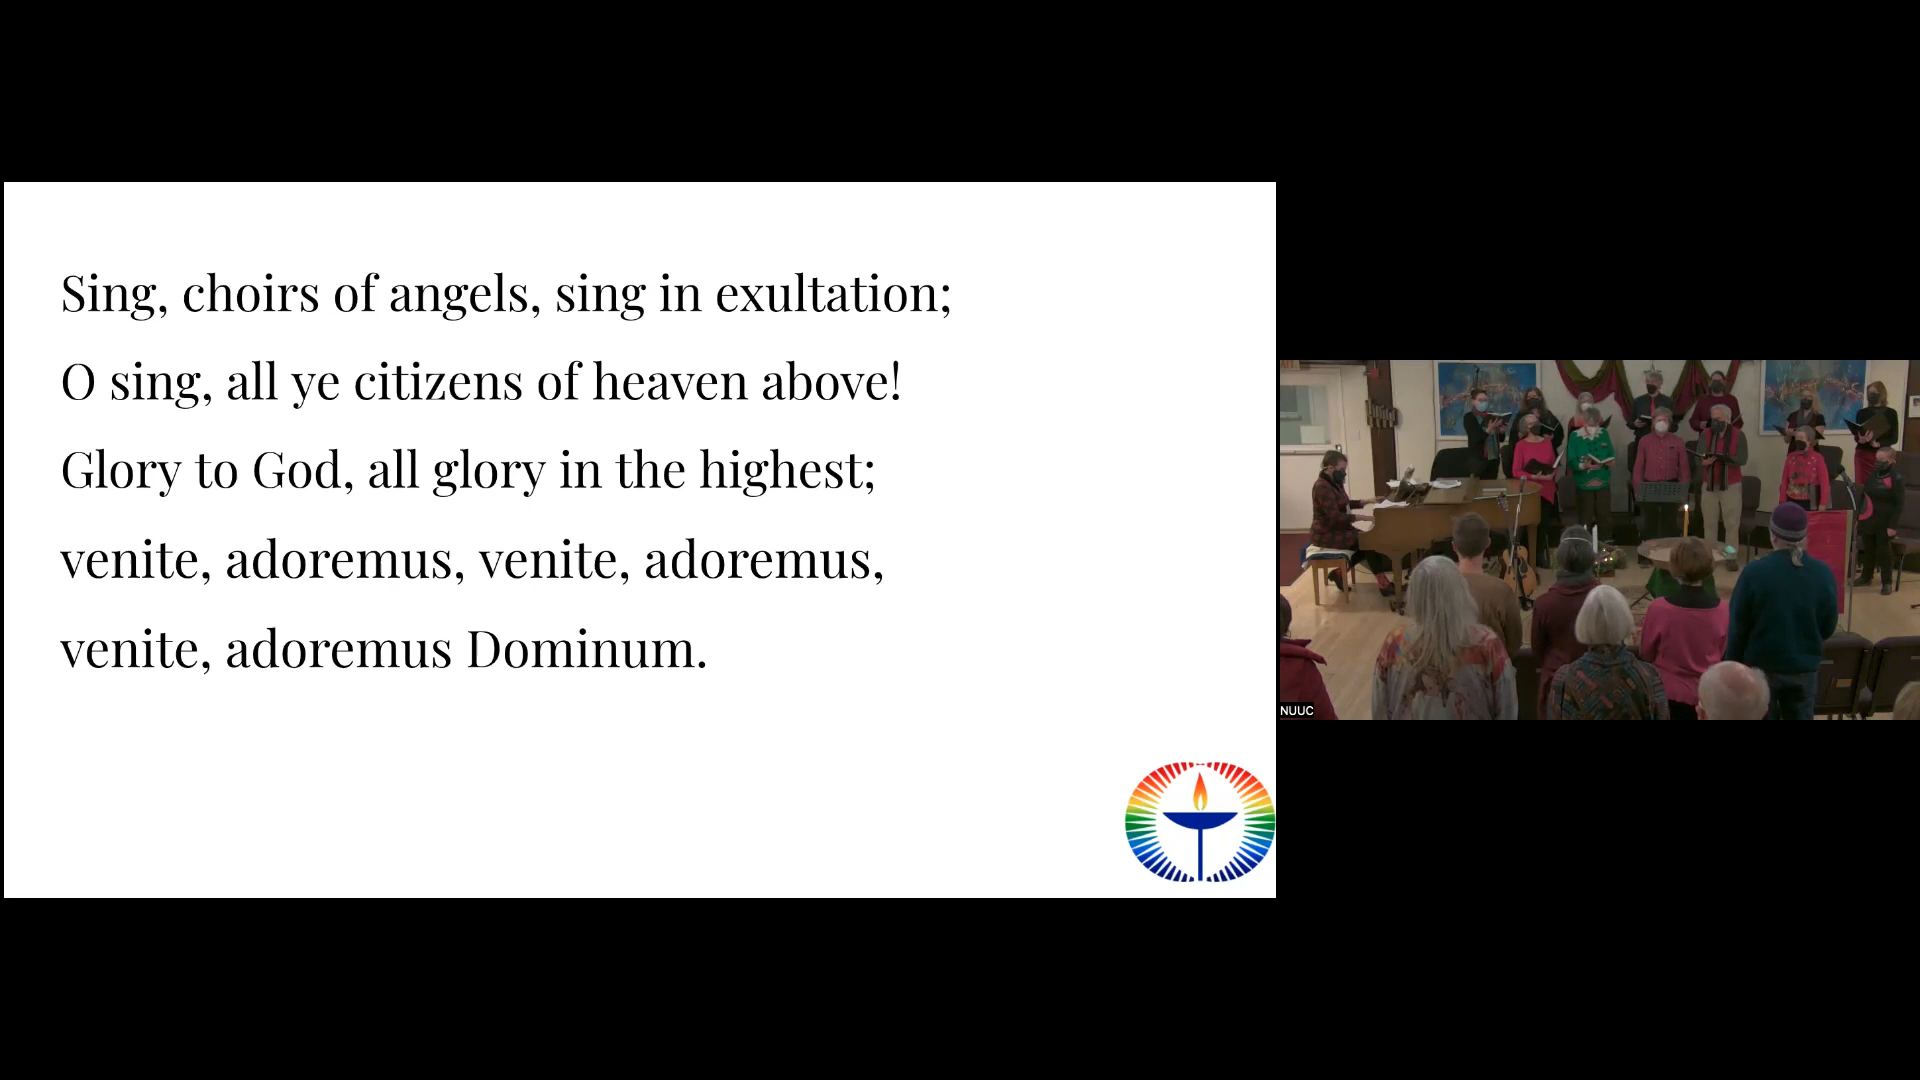 Sing, choirs of angels, sing in exultation;
O sing, all ye citizens of heaven above!
Glory to God, all glory in the highest;
venite, adoremus, venite, adoremus,
venite, adoremus Dominum.
NUUC